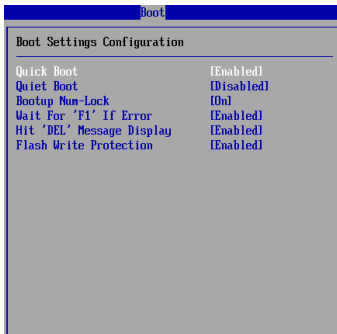 Boot
Boot Settings Configuration
Quick Boot [Enabled]
Quiet Boot [Disabled]
Bootup Num-Lock [On]
Wait For 'F1' If Error [Enabled]
Hit 'DEL' Message Display [Enabled]
Flash Write Protection [Enabled]